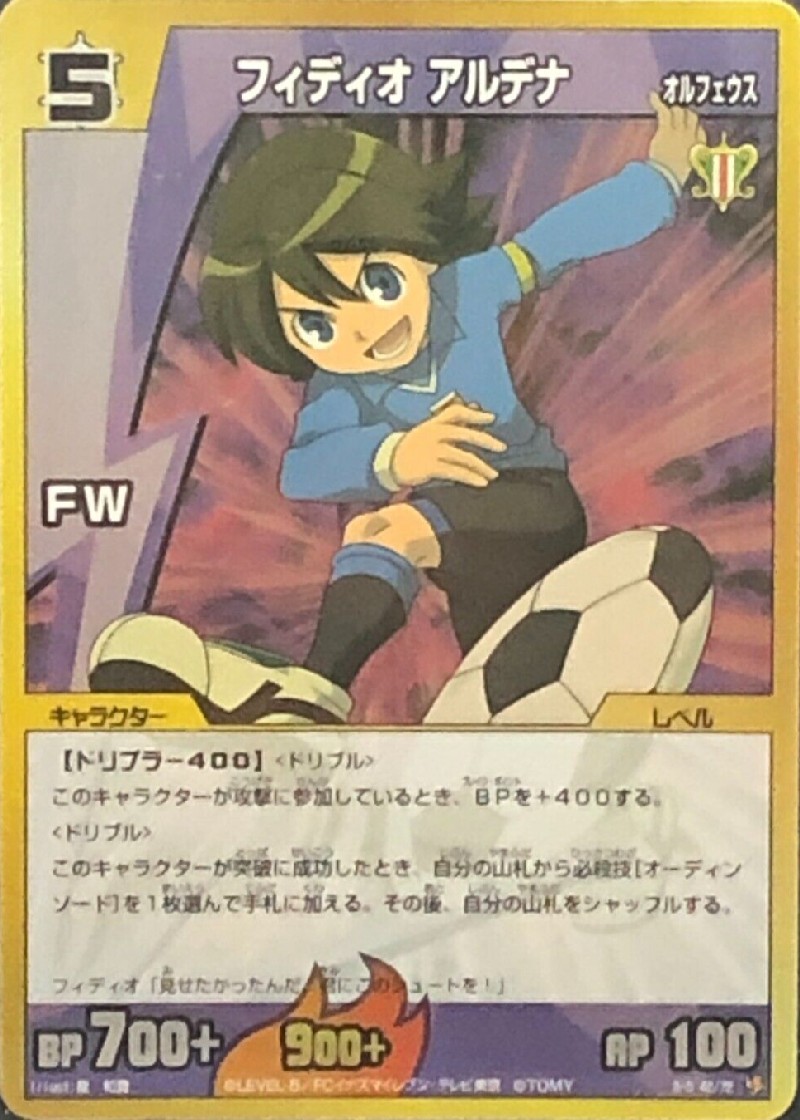 5
フィディオ アルデナ
オルフェウス
FW
キャラクター
レベル
【ドリブラー400】<ドリブル>
このキャラクターが攻撃に参加しているとき、BPを+400する。
<ドリブル>
このキャラクターが突破に成功したとき、自分の山札から必殺技[オーディン
ソード]を1枚選んで手札に加える。その後、自分の山札をシャッフルする。
フィディオ「見せたかったんだ、君にこのシュートを!」
BP 700+
900+
AP 100
©LEVEL-5/FCイナズマイレブン・テレビ東京 ©TOMY